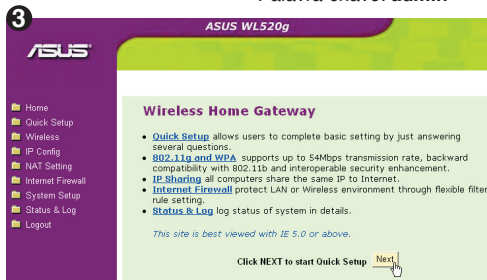 3
ASUS WL520g
ASUS
Home
Quick Setup
Wireless
IP Config
NAT Setting
Internet Firewall
System Setup
Status & Log
Logout
Wireless Home Gateway
Quick Setup allows users to complete basic setting by just answering
several questions.
802.11g and WPA supports up to 54Mbps transmission rate, backward
compatibility with 802.11b and interoperable security enhancement.
IP Sharing all computers share the same IP to Internet.
Internet Firewall protect LAN or Wireless environment through flexible filter
rule setting.
Status & Log log status of system in details.
This site is best viewed with IE 5.0 or above.
Click NEXT to start Quick Setup Next